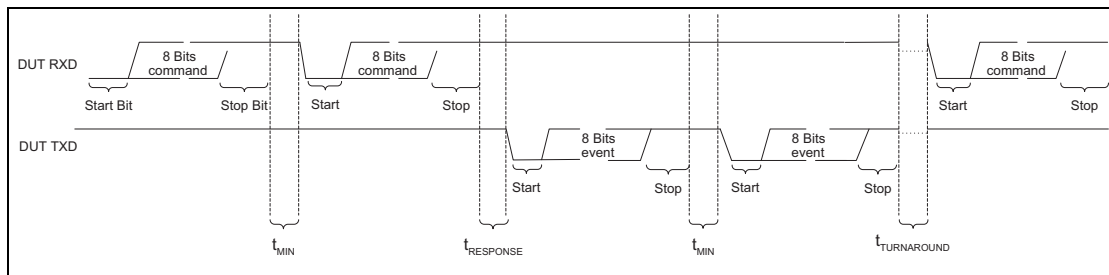 DUT RXD
8 Bits
command
8 Bits
command
8 Bits
command
Start Bit
Stop Bit
Start
Stop
Start
Stop
DUT TXD
8 Bits
event
8 Bits
event
Start
Stop
Start
Stop
tMIN
tRESPONSE
tMIN
tTURNAROUND